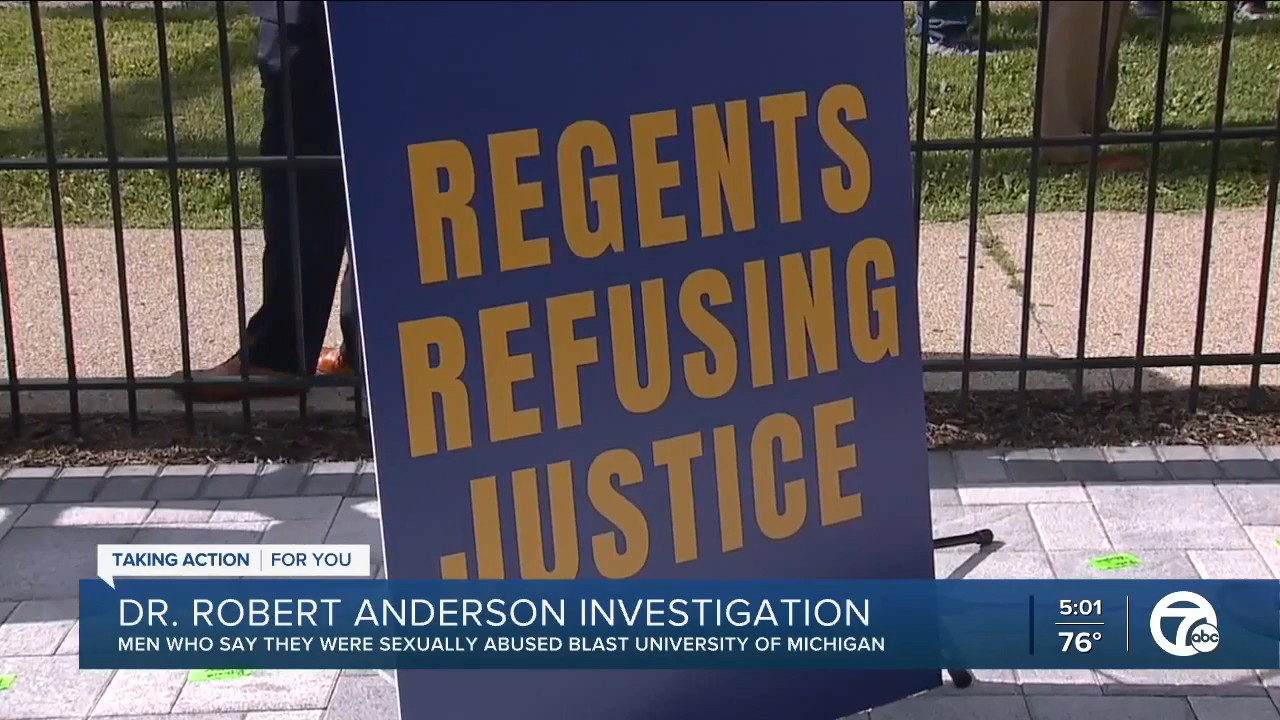 REGENTS
REFUSING
JUSTICE
TAKING ACTION FOR YOU
DR. ROBERT ANDERSON INVESTIGATION
MEN WHO SAY THEY WERE SEXUALLY ABUSED BLAST UNIVERSITY OF MICHIGAN
5:01
76°
7 abc